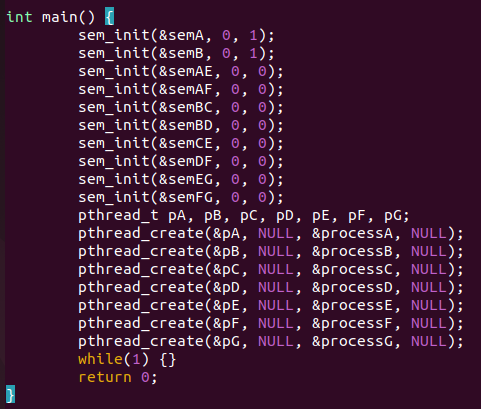 int main() {
        sem_init(&semA, 0, 1);
        sem_init(&semB, 0, 1);
        sem_init(&semAE, 0, 0);
        sem_init(&semAF, 0, 0);
        sem_init(&semBC, 0, 0);
        sem_init(&semBD, 0, 0);
        sem_init(&semCE, 0, 0);
        sem_init(&semDF, 0, 0);
        sem_init(&semEG, 0, 0);
        sem_init(&semFG, 0, 0);
        pthread_t pA, pB, pC, pD, pE, pF, pG;
        pthread_create(&pA, NULL, &processA, NULL);
        pthread_create(&pB, NULL, &processB, NULL);
        pthread_create(&pC, NULL, &processC, NULL);
        pthread_create(&pD, NULL, &processD, NULL);
        pthread_create(&pE, NULL, &processE, NULL);
        pthread_create(&pF, NULL, &processF, NULL);
        pthread_create(&pG, NULL, &processG, NULL);
        while(1) {}
        return 0;
}